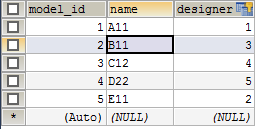 model_id name designer
1 A11 1
2 B11 3
3 C12 4
4 D22 5
5 E11 2
* (Auto) (NULL) (NULL)